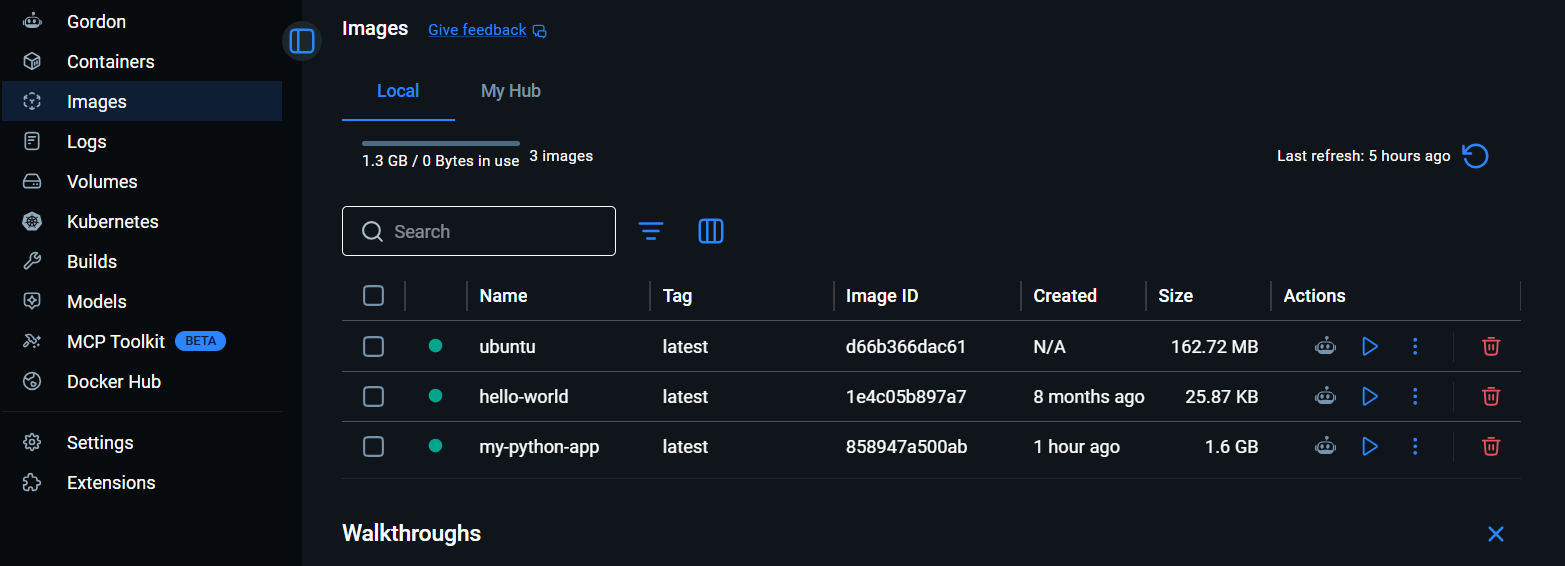 Gordon
Containers
Images
Logs
Volumes
Kubernetes
Builds
Models
MCP Toolkit BETA
Docker Hub
Settings
Extensions
Images Give feedback
Local My Hub
1.3 GB / 0 Bytes in use 3 images Last refresh: 5 hours ago
Search
Name Tag Image ID Created Size Actions
ubuntu latest d66b366dac61 N/A 162.72 MB
hello-world latest 1e4c05b897a7 8 months ago 25.87 KB
my-python-app latest 858947a500ab 1 hour ago 1.6 GB
Walkthroughs